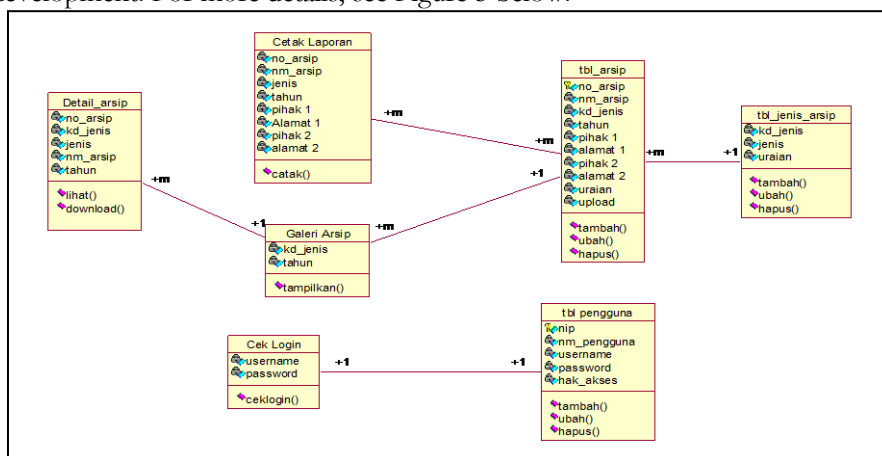 evelopment. For more details, see Figure 3 below.
Cetak Laporan
no_arsip
nm_arsip
jenis
tahun
pihak 1
Alamat 1
pihak 2
alamat 2
catak()
+m
+m
tbl_arsip
no_arsip
nm_arsip
kd_jenis
tahun
pihak 1
alamat 1
pihak 2
alamat 2
uraian
upload
tambah()
ubah()
hapus()
+m
+1
tbl_jenis_arsip
kd_jenis
jenis
uraian
tambah()
ubah()
hapus()
Detail_arsip
no_arsip
kd_jenis
jenis
nm_arsip
tahun
lihat()
download()
+m
+1
Galeri Arsip
kd_jenis
tahun
tampilkan()
+m
+1
Cek Login
username
password
ceklogin()
+1
+1
tbl pengguna
nip
nm_pengguna
username
password
hak_akses
tambah()
ubah()
hapus()